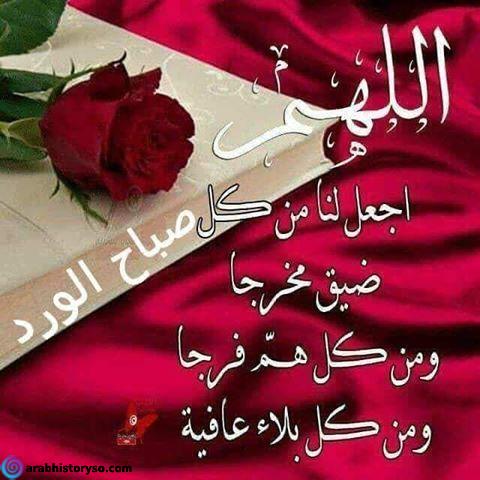 اللهم
اجعل لنا من كل
ضيق مخرجا
ومن كل همّ فرجا
ومن كل بلاء عافية
صباح الورد
arabhistoryso.com